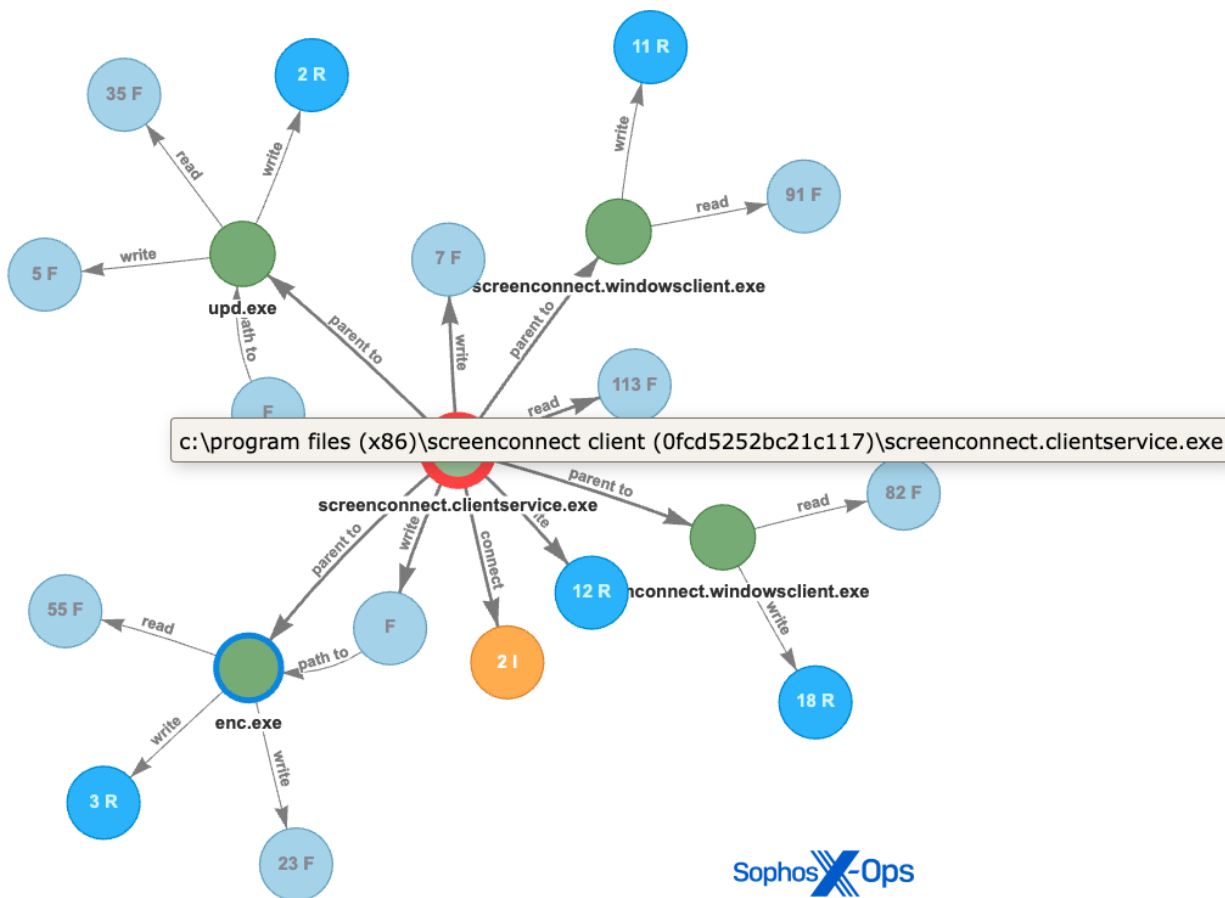 11 R
2 R
35 F
write
read
write
read
91 F
write
7 F
5 F
upd.exe
screenconnect.windowsclient.exe
parent to
parent to
write
path to
113 F
read
F
c:\program files (x86)\screenconnect client (0fcd5252bc21c117)\screenconnect.clientservice.exe
parent to
82 F
read
screenconnect.clientservice.exe
parent to
write
connect
12 R
nconnect.windowsclient.exe
55 F
read
F
path to
write
2 I
18 R
enc.exe
write
write
3 R
23 F
Sophos X-Ops